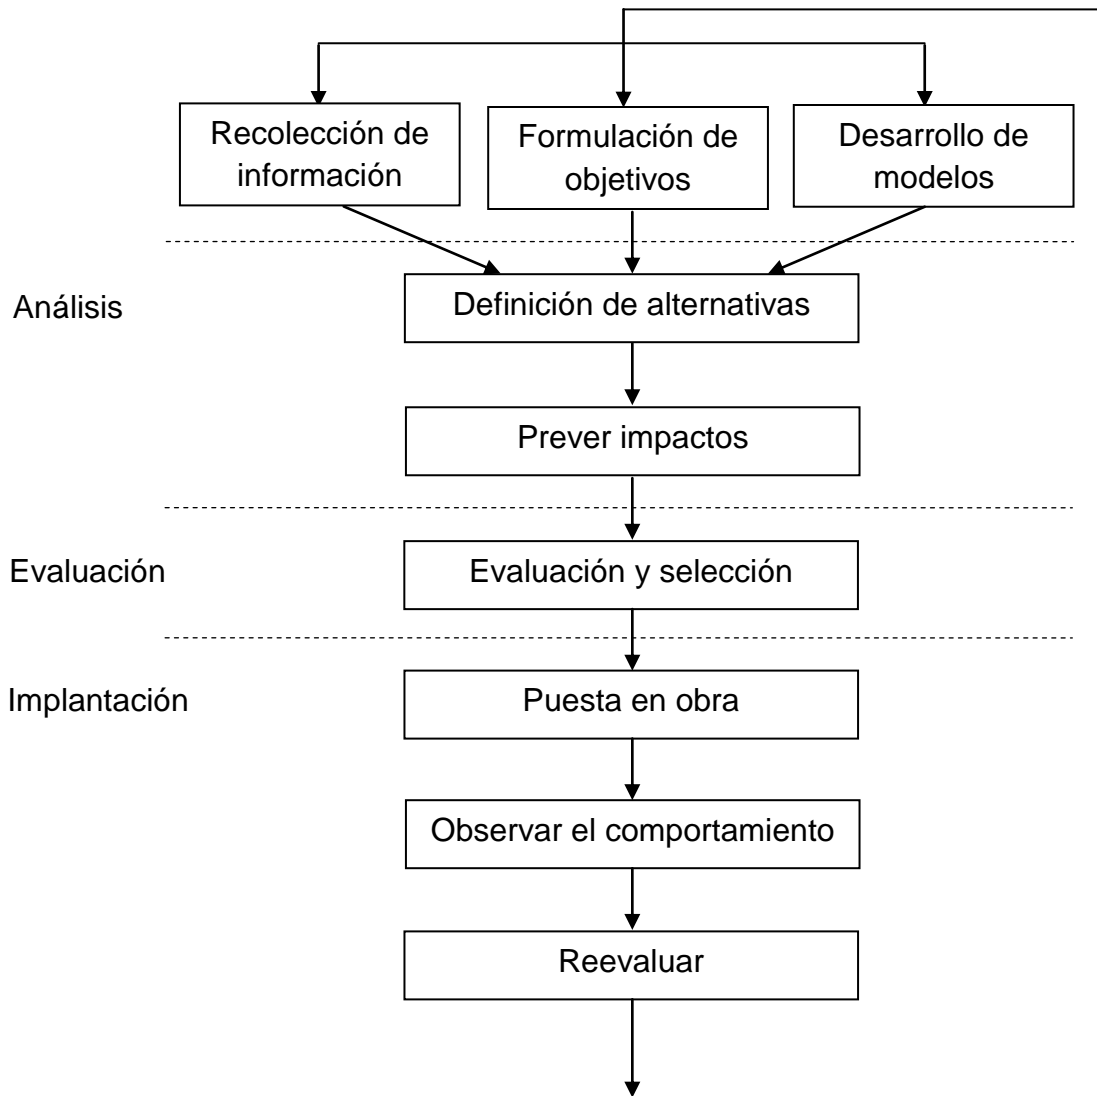 Recolección de
información
Formulación de
objetivos
Desarrollo de
modelos
Análisis
Definición de alternativas
Prever impactos
Evaluación
Evaluación y selección
Implantación
Puesta en obra
Observar el comportamiento
Reevaluar